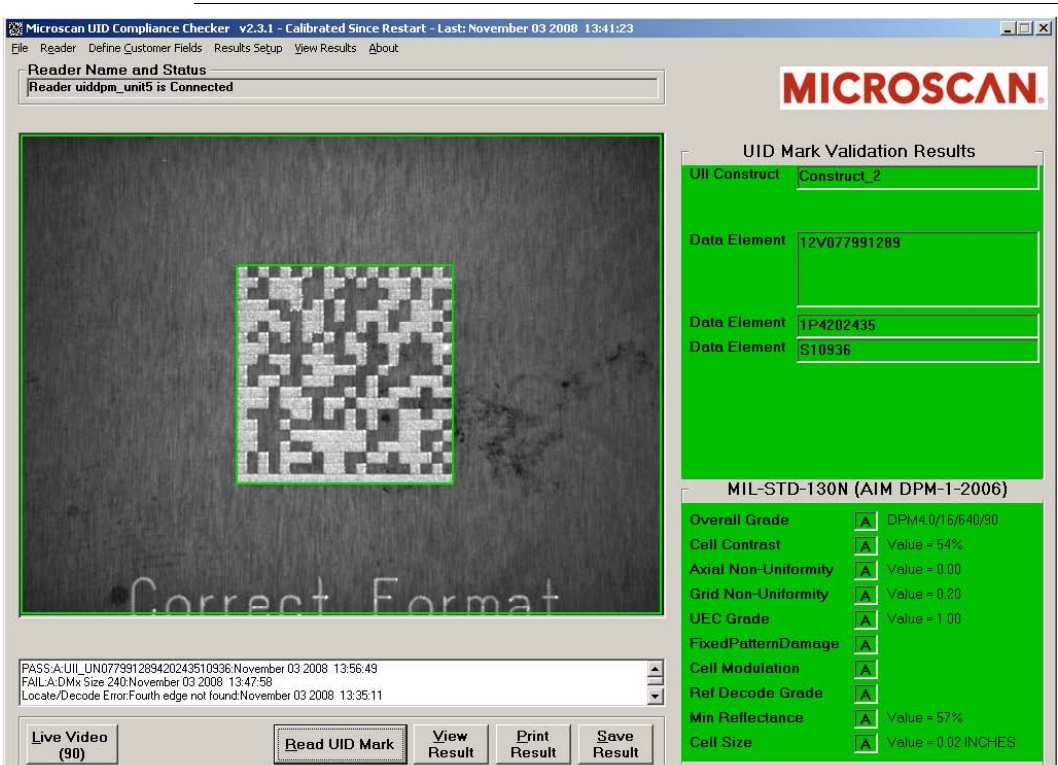 Microscan UID Compliance Checker v2.3.1 - Calibrated Since Restart - Last: November 03 2008 13:41:23
File Reader Define Customer Fields Results Setup View Results About
Reader Name and Status
Reader uiddpm_unit5 is Connected
MICROSCAN®
UID Mark Validation Results
UII Construct Construct_2
Data Element 12V077991289
Data Element 1P4202435
Data Element S10936
Correct Format
MIL-STD-130N (AIM DPM-1-2006)
Overall Grade A DPM4.0/16/640/90
Cell Contrast A Value = 54%
Axial Non-Uniformity A Value = 0.00
Grid Non-Uniformity A Value = 0.20
UEC Grade A Value = 1.00
FixedPatternDamage A
Cell Modulation A
Ref Decode Grade A
Min Reflectance A Value = 57%
Cell Size A Value = 0.02 INCHES
PASS:A:UII_UN077991289420243510936:November 03 2008 13:56:49
FAIL:A:DMx Size 240:November 03 2008 13:47:58
Locate/Decode Error:Fourth edge not found:November 03 2008 13:35:11
Live Video
(90)
Read UID Mark
View
Result
Print
Result
Save
Result